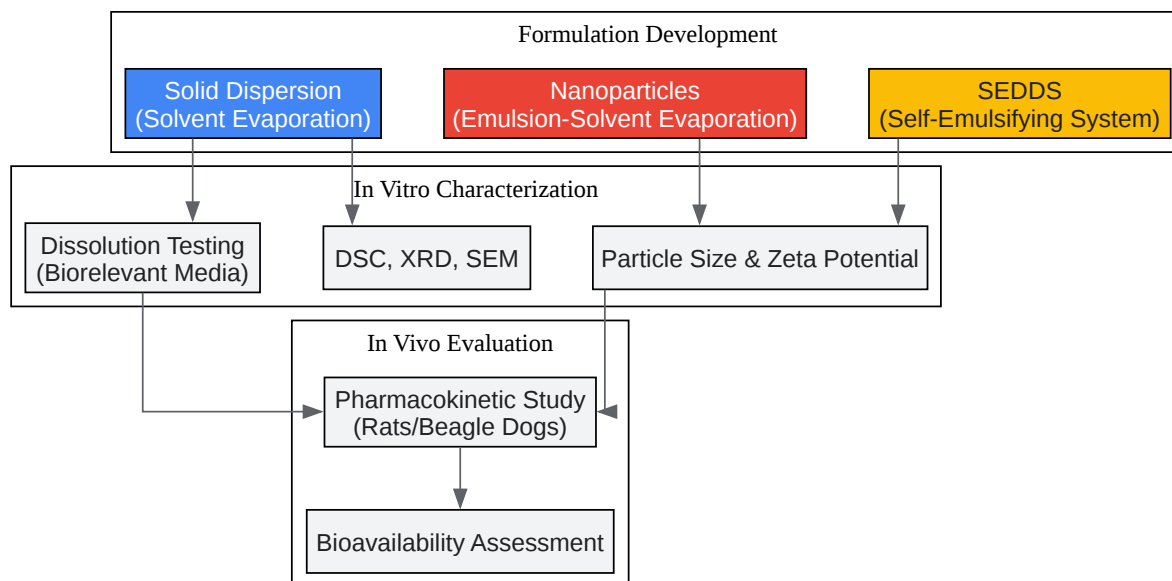 Formulation Development
Solid Dispersion
(Solvent Evaporation)
Nanoparticles
(Emulsion-Solvent Evaporation)
SEDDS
(Self-Emulsifying System)
In Vitro Characterization
Dissolution Testing
(Biorelevant Media)
DSC, XRD, SEM
Particle Size & Zeta Potential
In Vivo Evaluation
Pharmacokinetic Study
(Rats/Beagle Dogs)
Bioavailability Assessment